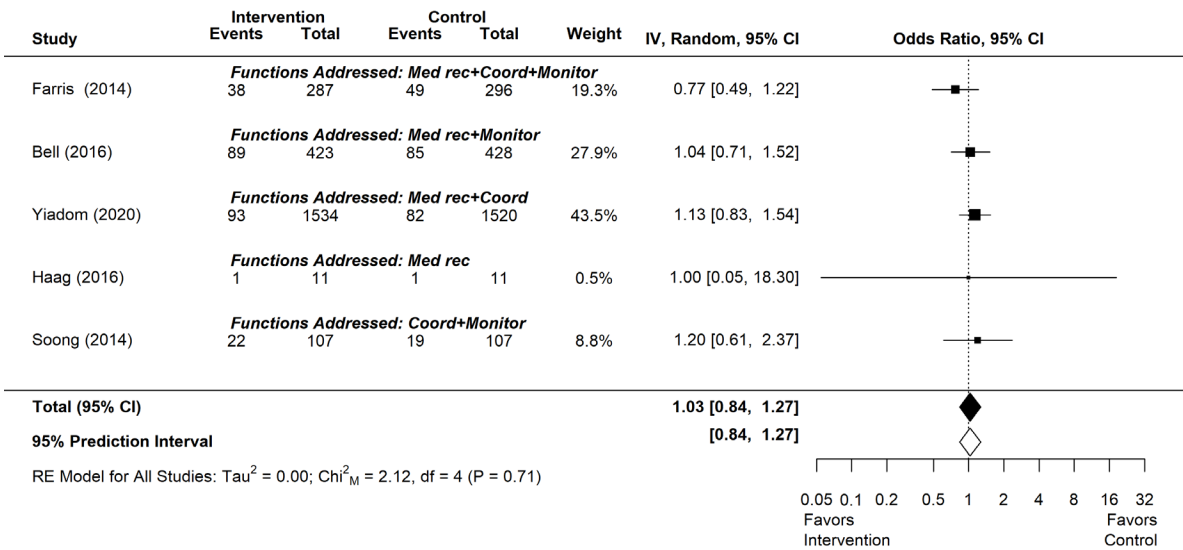 Intervention Control
Study Events Total Events Total Weight IV, Random, 95% CI Odds Ratio, 95% CI
Functions Addressed: Med rec+Coord+Monitor
Farris (2014) 38 287 49 296 19.3% 0.77 [0.49, 1.22]
Functions Addressed: Med rec+Monitor
Bell (2016) 89 423 85 428 27.9% 1.04 [0.71, 1.52]
Functions Addressed: Med rec+Coord
Yiadom (2020) 93 1534 82 1520 43.5% 1.13 [0.83, 1.54]
Functions Addressed: Med rec
Haag (2016) 1 11 1 11 0.5% 1.00 [0.05, 18.30]
Functions Addressed: Coord+Monitor
Soong (2014) 22 107 19 107 8.8% 1.20 [0.61, 2.37]
Total (95% CI) 1.03 [0.84, 1.27]
95% Prediction Interval [0.84, 1.27]
RE Model for All Studies: Tau² = 0.00; Chi²M = 2.12, df = 4 (P = 0.71)
0.05 0.1 0.2 0.5 1 2 4 8 16 32
Favors Favors
Intervention Control